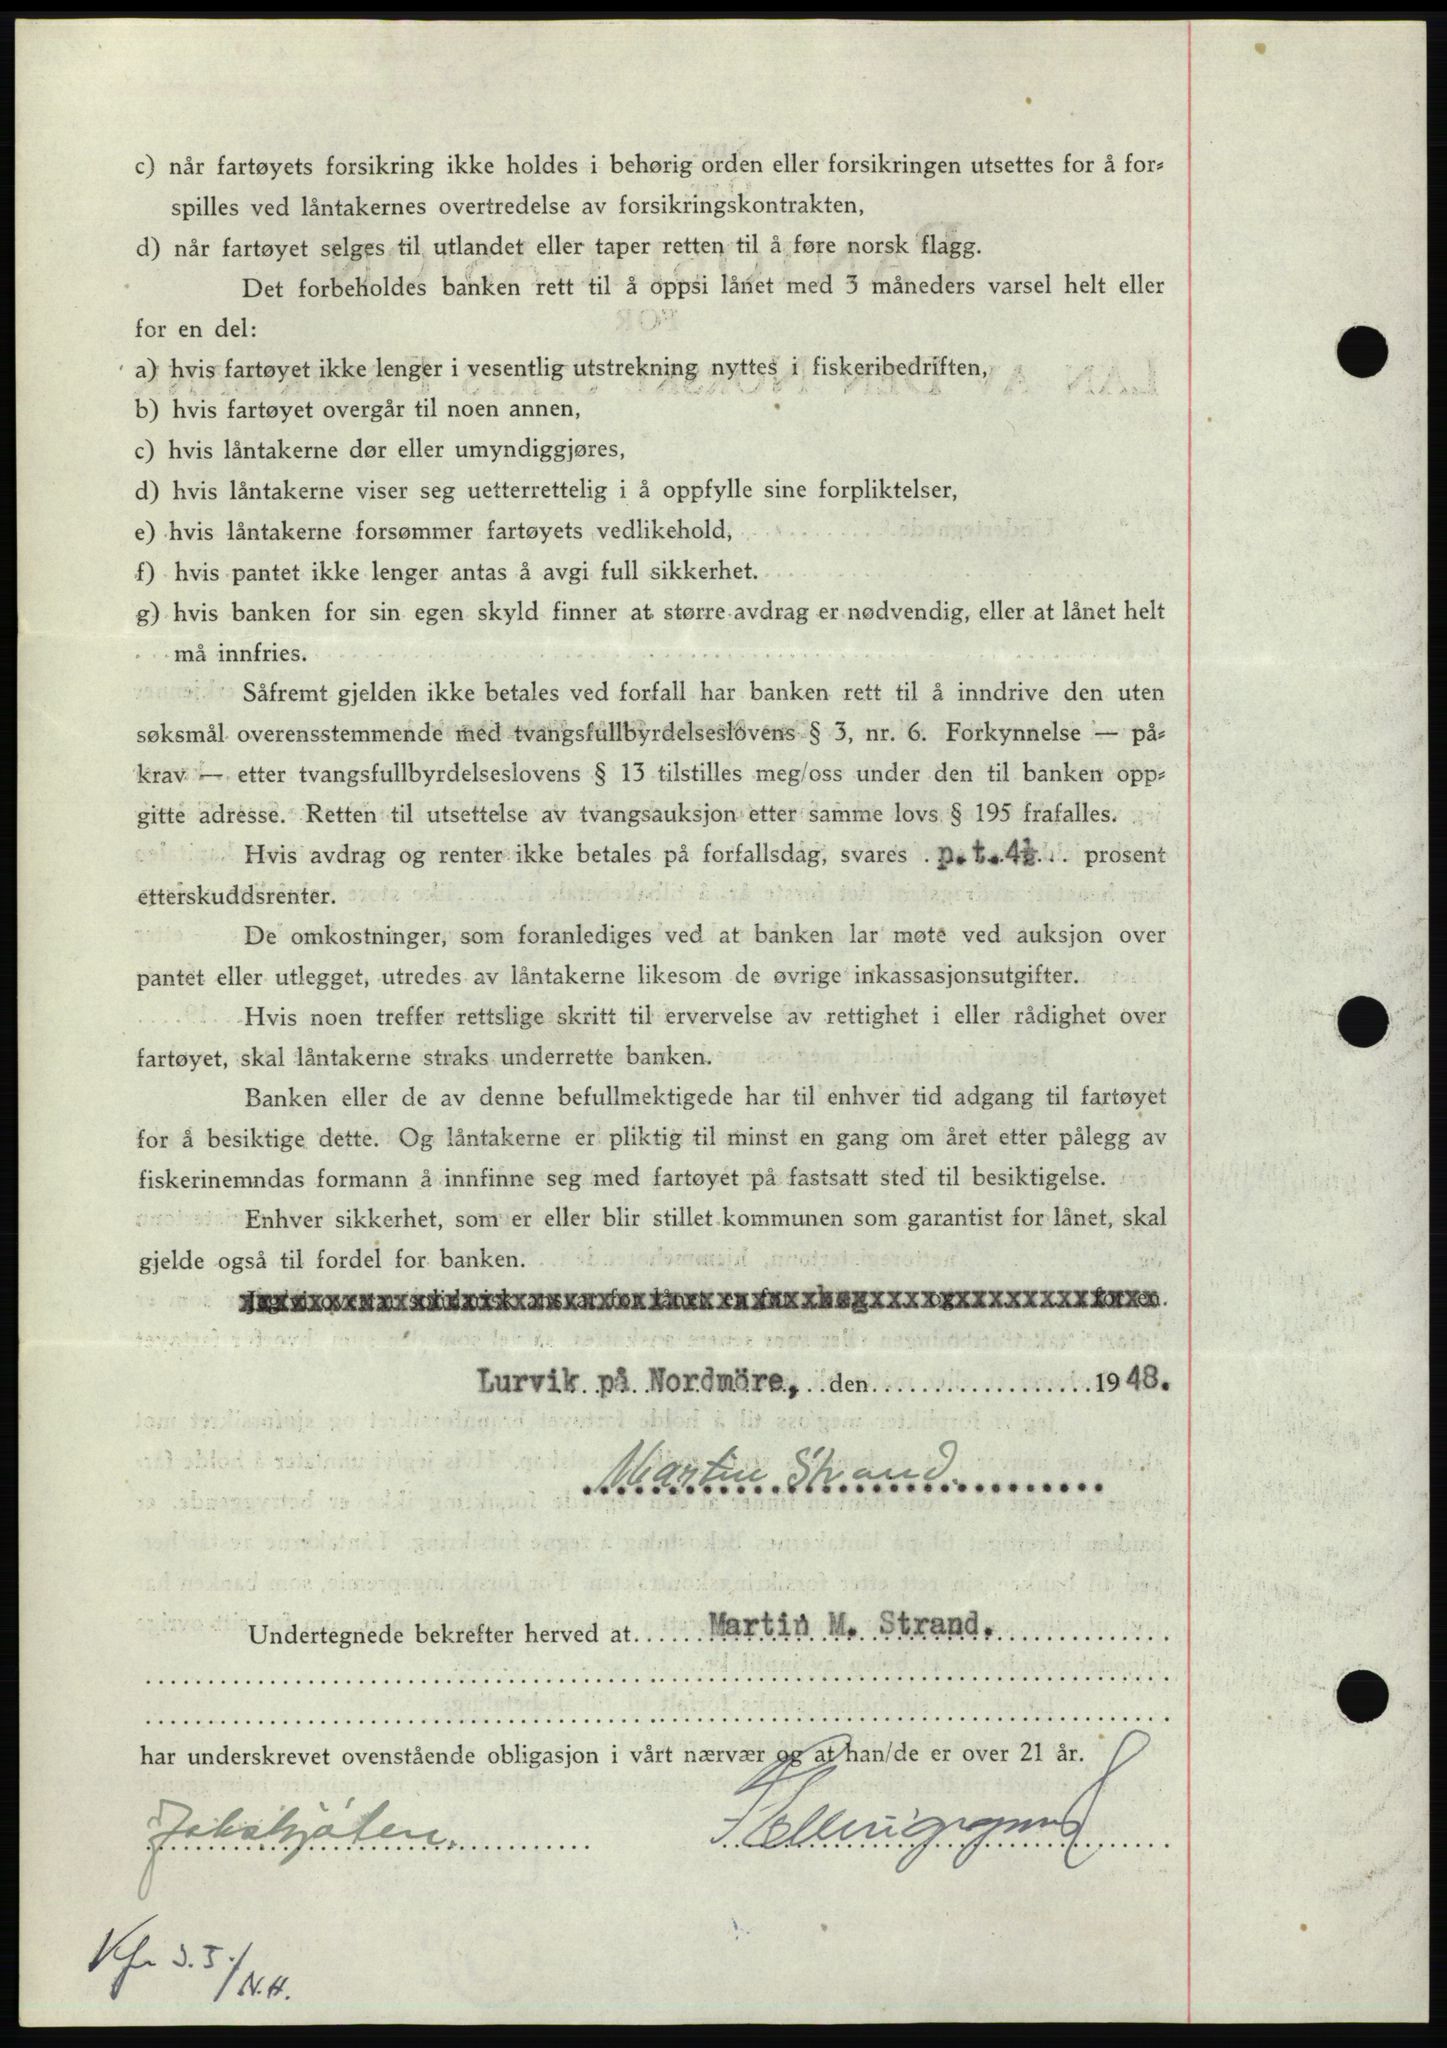 c) når fartøyets forsikring ikke holdes i behørig orden eller forsikringen utsettes for å for-
spilles ved låntakernes overtredelse av forsikringskontrakten,
d) når fartøyet selges til utlandet eller taper retten til å føre norsk flagg.
Det forbeholdes banken rett til å oppsi lånet med 3 måneders varsel helt eller
for en del:
a) hvis fartøyet ikke lenger i vesentlig utstrekning nyttes i fiskeribedriften,
b) hvis fartøyet overgår til noen annen,
c) hvis låntakerne dør eller umyndiggjøres,
d) hvis låntakerne viser seg uetterrettelig i å oppfylle sine forpliktelser,
e) hvis låntakerne forsømmer fartøyets vedlikehold,
f) hvis pantet ikke lenger antas å avgi full sikkerhet.
g) hvis banken for sin egen skyld finner at større avdrag er nødvendig, eller at lånet helt
må innfries.
Såfremt gjelden ikke betales ved forfall har banken rett til å inndrive den uten
søksmål overensstemmende med tvangsfullbyrdelseslovens § 3, nr. 6. Forkynnelse — på-
krav — etter tvangsfullbyrdelseslovens § 13 tilstilles meg/oss under den til banken opp-
gitte adresse. Retten til utsettelse av tvangsauksjon etter samme lovs § 195 frafalles.
Hvis avdrag og renter ikke betales på forfallsdag, svares p.t.4½ prosent
etterskuddsrenter.
De omkostninger, som foranlediges ved at banken lar møte ved auksjon over
pantet eller utlegget, utredes av låntakerne likesom de øvrige inkassasjonsutgifter.
Hvis noen treffer rettslige skritt til ervervelse av rettighet i eller rådighet over
fartøyet, skal låntakerne straks underrette banken.
Banken eller de av denne befullmektigede har til enhver tid adgang til fartøyet
for å besiktige dette. Og låntakerne er pliktig til minst en gang om året etter pålegg av
fiskerinemndas formann å innfinne seg med fartøyet på fastsatt sted til besiktigelse.
Enhver sikkerhet, som er eller blir stillet kommunen som garantist for lånet, skal
gjelde også til fordel for banken.
Lurvik på Nordmöre, den 1948.
Martin Strand.
Undertegnede bekrefter herved at Martin M. Strand.
har underskrevet ovenstående obligasjon i vårt nærvær og at han/de er over 21 år.
N.H.